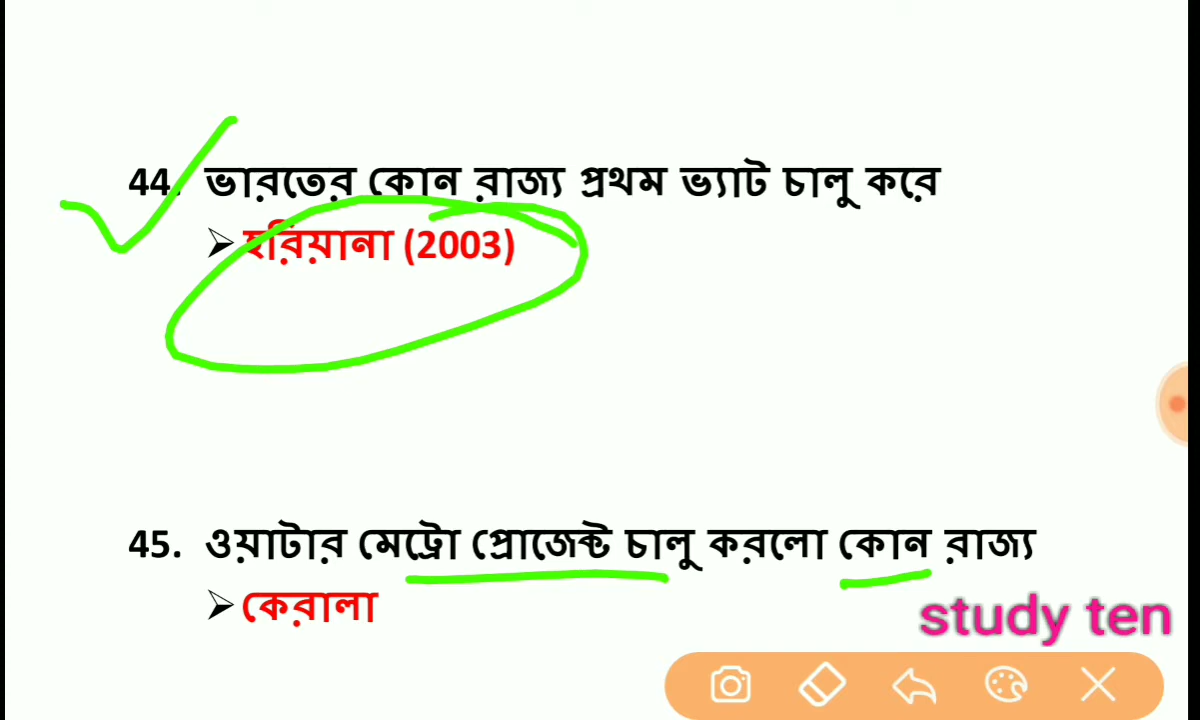 44. ভারতের কোন রাজ্য প্রথম ভ্যাট চালু করে
➢ হরিয়ানা (2003)
45. ওয়াটার মেট্রো প্রোজেক্ট চালু করলো কোন রাজ্য
➢ কেরালা
study ten